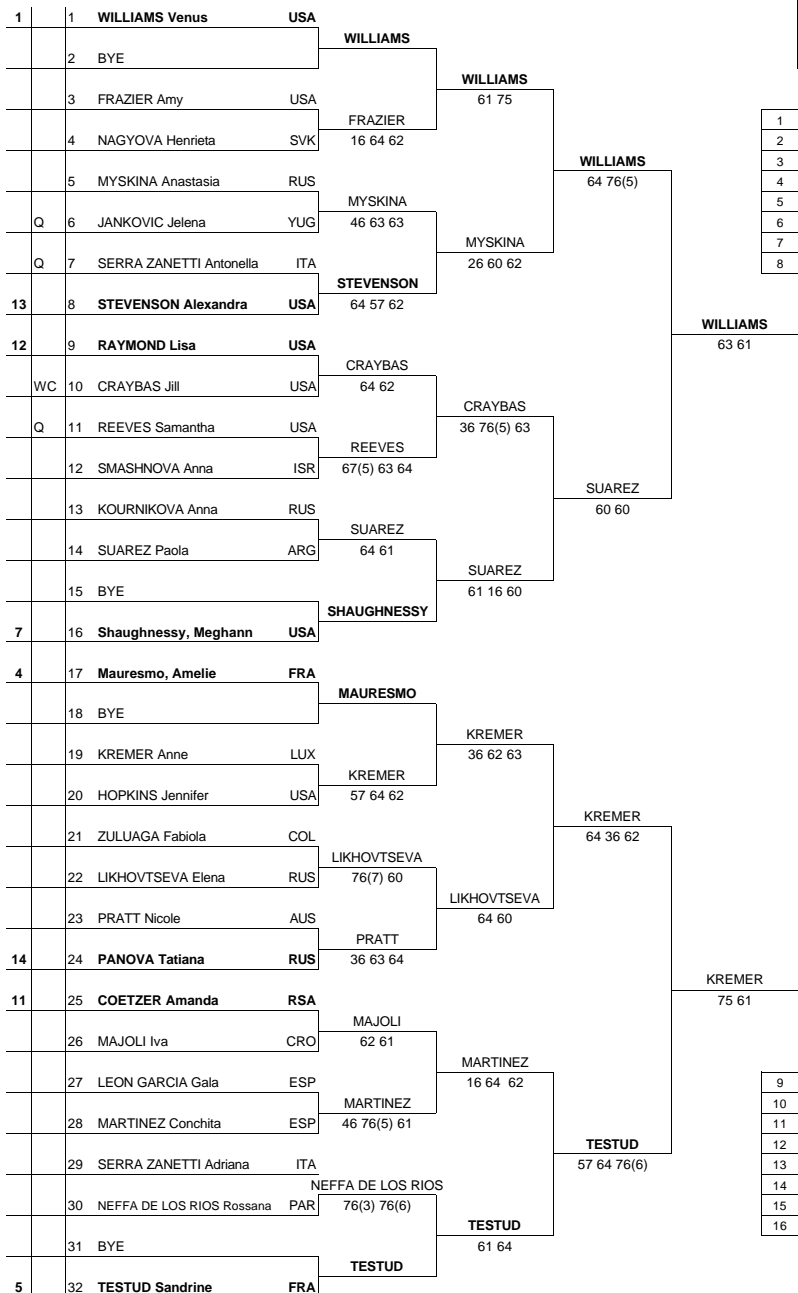 1 1 WILLIAMS Venus USA
WILLIAMS
2 BYE
WILLIAMS
3 FRAZIER Amy USA 61 75
FRAZIER
1
4 NAGYOVA Henrieta SVK 16 64 62
2
WILLIAMS 3
5 MYSKINA Anastasia RUS 64 76(5) 4
MYSKINA 5
Q 6 JANKOVIC Jelena YUG 46 63 63 6
MYSKINA 7
Q 7 SERRA ZANETTI Antonella ITA 26 60 62 8
STEVENSON
13 8 STEVENSON Alexandra USA 64 57 62
WILLIAMS
12 9 RAYMOND Lisa USA 63 61
CRAYBAS
WC 10 CRAYBAS Jill USA 64 62
CRAYBAS
Q 11 REEVES Samantha USA 36 76(5) 63
REEVES
12 SMASHNOVA Anna ISR 67(5) 63 64
SUAREZ
13 KOURNIKOVA Anna RUS 60 60
SUAREZ
14 SUAREZ Paola ARG 64 61
SUAREZ
15 BYE 61 16 60
SHAUGHNESSY
7 16 Shaughnessy, Meghann USA
4 17 Mauresmo, Amelie FRA
MAURESMO
18 BYE
KREMER
19 KREMER Anne LUX 36 62 63
KREMER
20 HOPKINS Jennifer USA 57 64 62
KREMER
21 ZULUAGA Fabiola COL 64 36 62
LIKHOVTSEVA
22 LIKHOVTSEVA Elena RUS 76(7) 60
LIKHOVTSEVA
23 PRATT Nicole AUS 64 60
PRATT
14 24 PANOVA Tatiana RUS 36 63 64
KREMER
11 25 COETZER Amanda RSA 75 61
MAJOLI
26 MAJOLI Iva CRO 62 61
MARTINEZ
27 LEON GARCIA Gala ESP 16 64 62 9
MARTINEZ 10
28 MARTINEZ Conchita ESP 46 76(5) 61 11
TESTUD 12
29 SERRA ZANETTI Adriana ITA 57 64 76(6) 13
NEFFA DE LOS RIOS 14
30 NEFFA DE LOS RIOS Rossana PAR 76(3) 76(6) 15
TESTUD 16
31 BYE 61 64
TESTUD
5 32 TESTUD Sandrine FRA